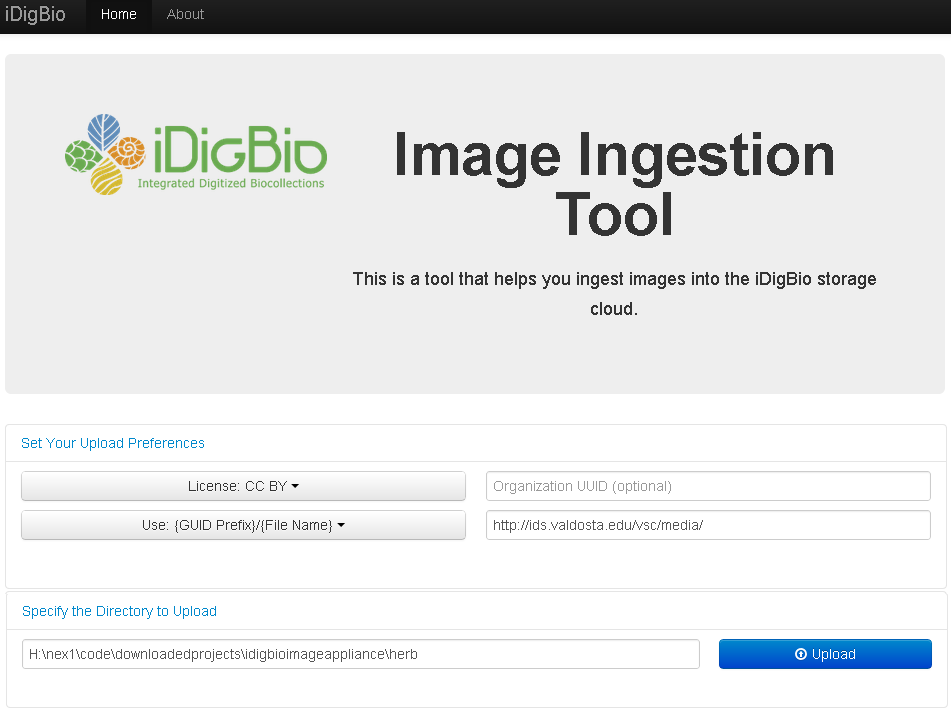 iDigBio Home About
iDigBio
Integrated Digitized Biocollections
Image Ingestion
Tool
This is a tool that helps you ingest images into the iDigBio storage
cloud.
Set Your Upload Preferences
License: CC BY
Organization UUID (optional)
Use: {GUID Prefix}/{File Name}
http://ids.valdosta.edu/vsc/media/
Specify the Directory to Upload
H:\nex1\code\downloadedprojects\idigbioimageappliance\herb
Upload